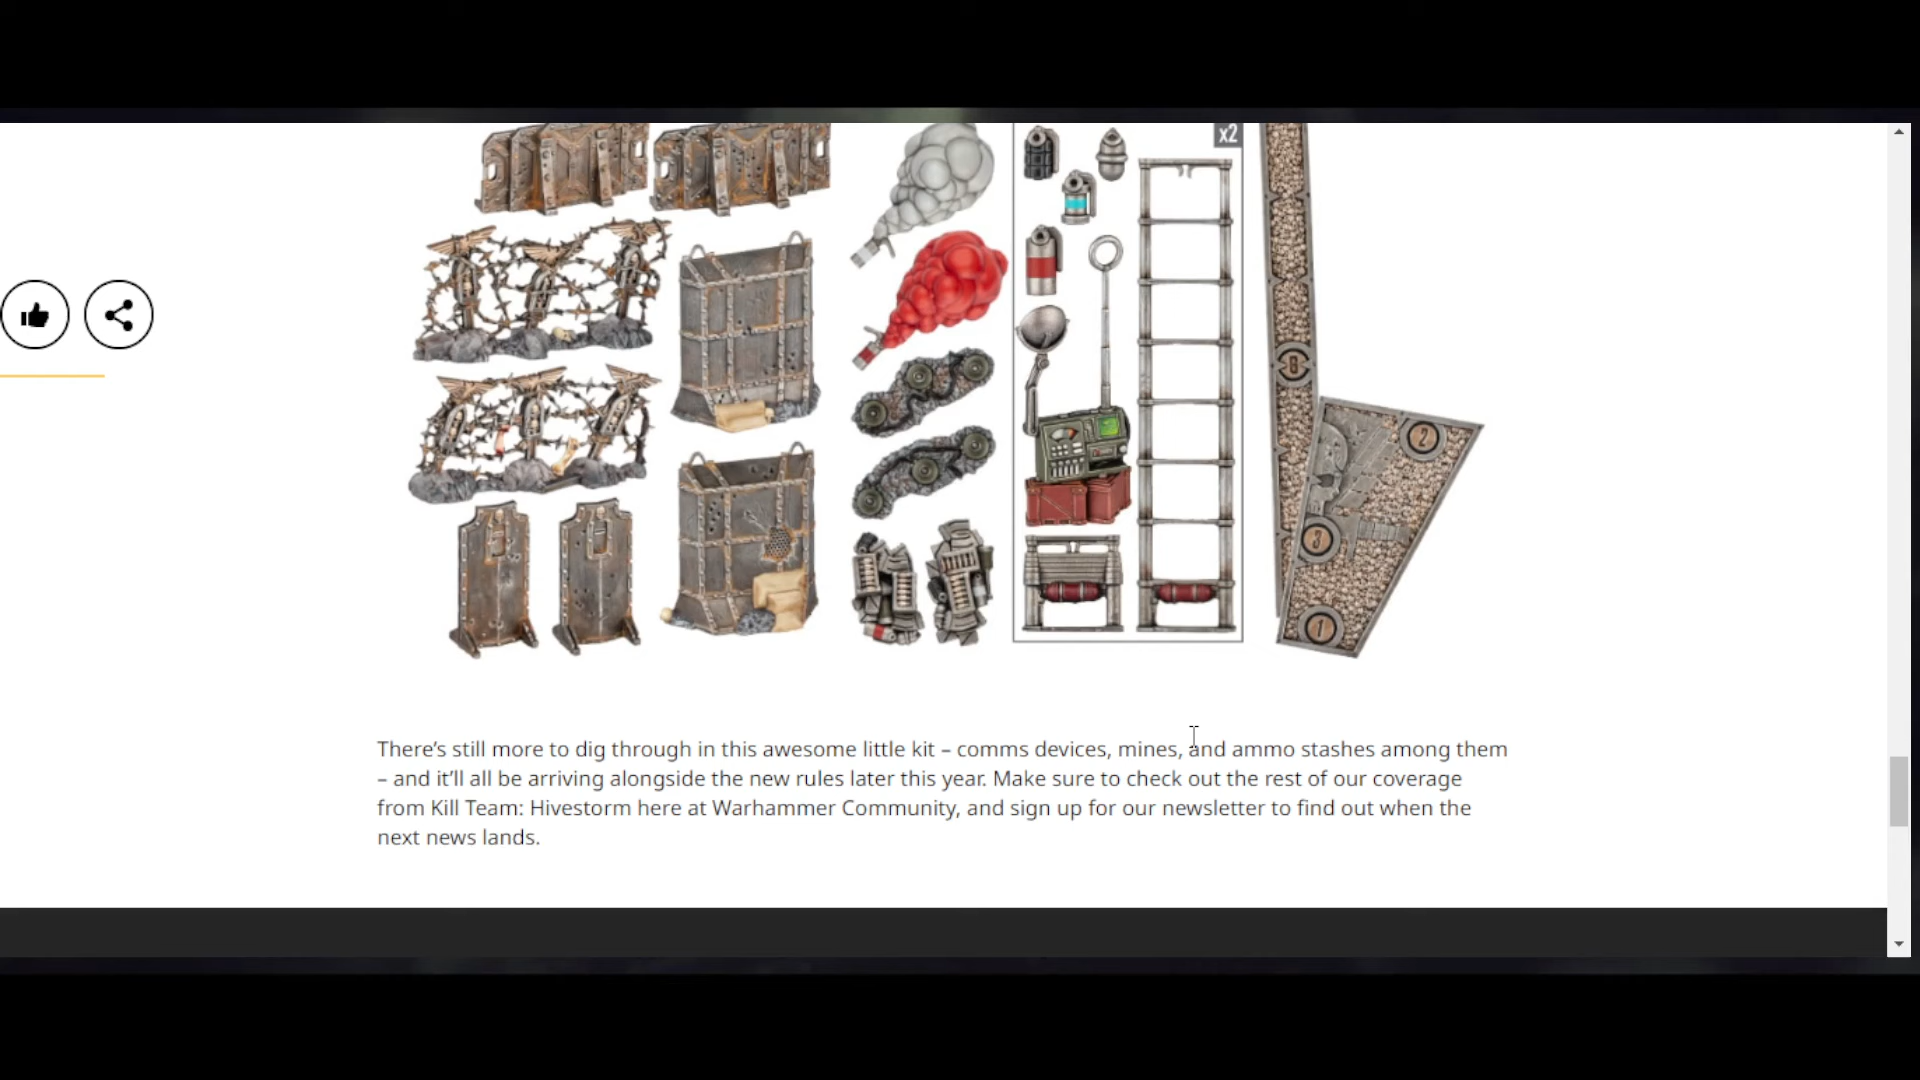 x2
6
2
3
1
There’s still more to dig through in this awesome little kit – comms devices, mines, and ammo stashes among them
– and it’ll all be arriving alongside the new rules later this year. Make sure to check out the rest of our coverage
from Kill Team: Hivestorm here at Warhammer Community, and sign up for our newsletter to find out when the
next news lands.